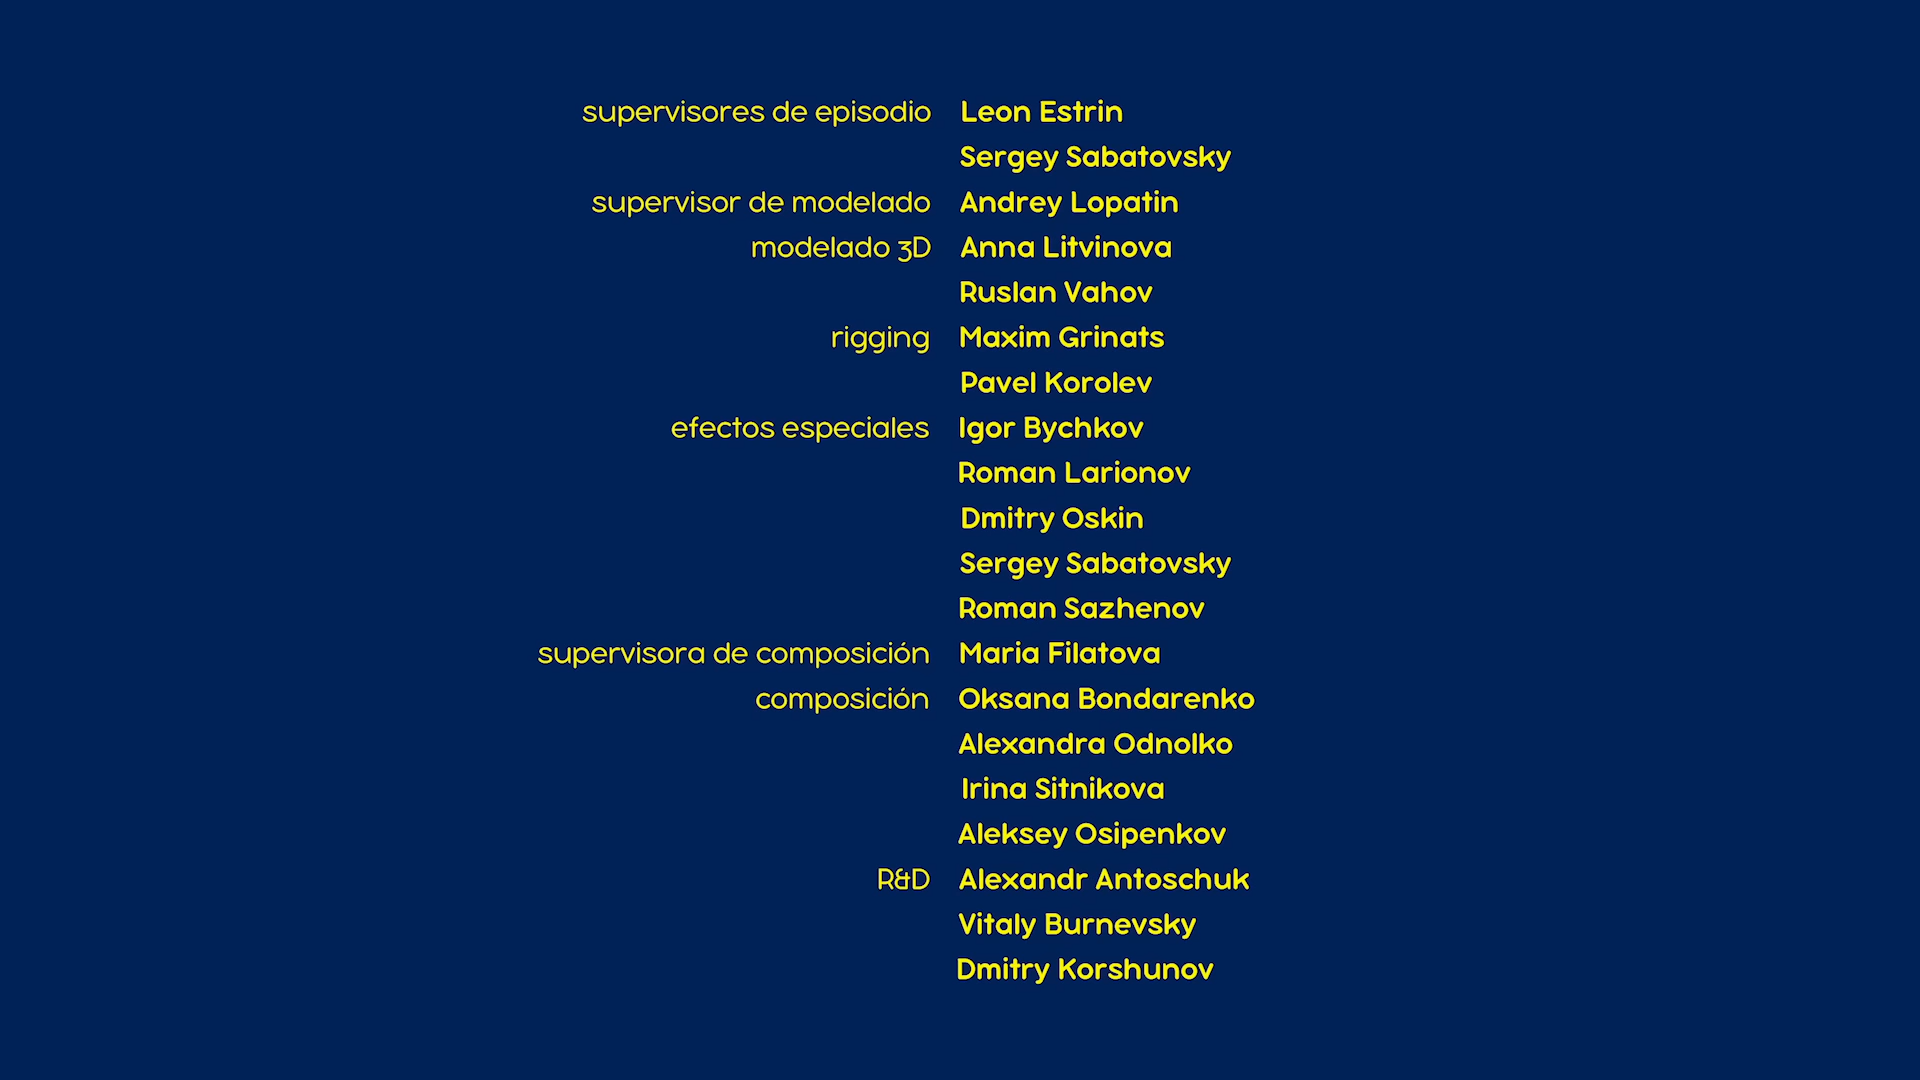 supervisores de episodio Leon Estrin
Sergey Sabatovsky
supervisor de modelado Andrey Lopatin
modelado 3D Anna Litvinova
Ruslan Vahov
rigging Maxim Grinats
Pavel Korolev
efectos especiales Igor Bychkov
Roman Larionov
Dmitry Oskin
Sergey Sabatovsky
Roman Sazhenov
supervisora de composición Maria Filatova
composición Oksana Bondarenko
Alexandra Odnolko
Irina Sitnikova
Aleksey Osipenkov
R&D Alexandr Antoschuk
Vitaly Burnevsky
Dmitry Korshunov